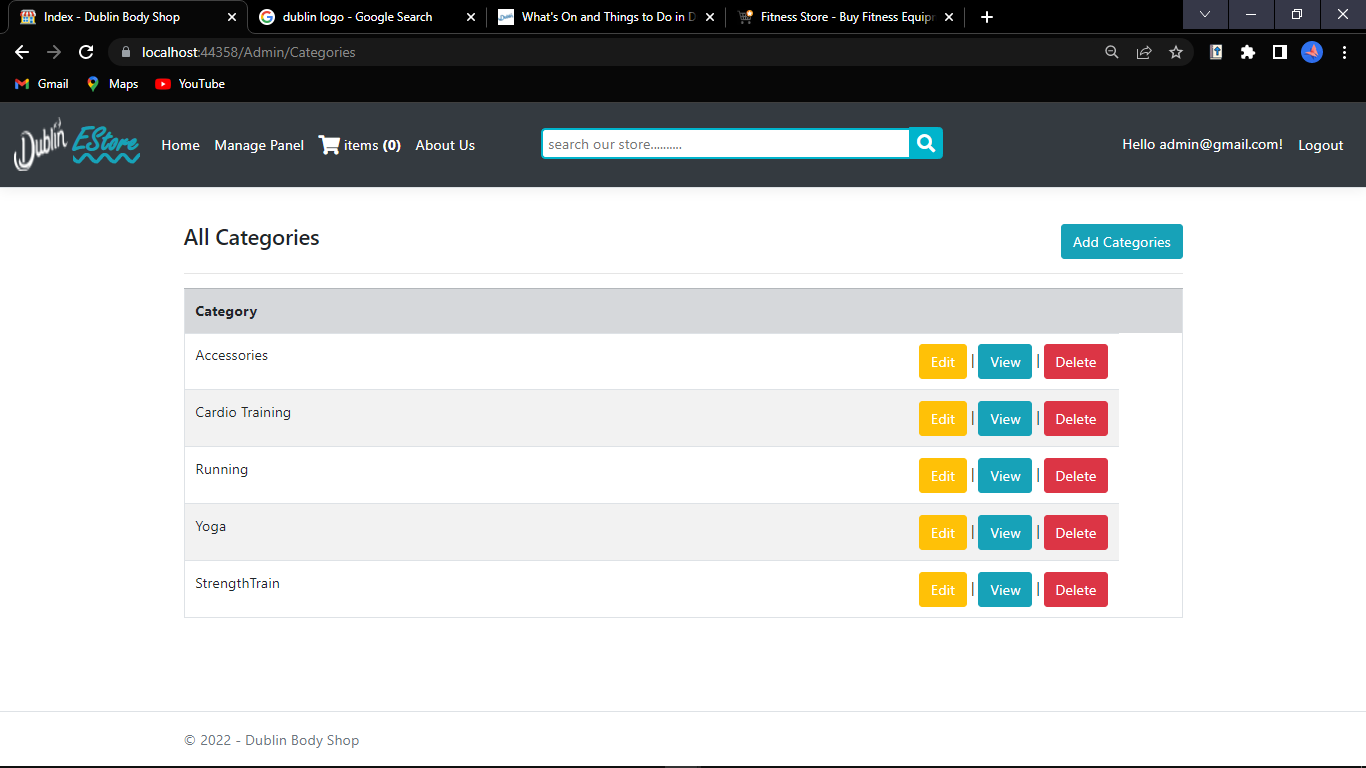 Index - Dublin Body Shop
dublin logo - Google Search
What's On and Things to Do in D
Fitness Store - Buy Fitness Equip
localhost:44358/Admin/Categories
Gmail
Maps
YouTube
Dublin EStore
Home
Manage Panel
items (0)
About Us
search our store..........
Hello admin@gmail.com!
Logout
All Categories
Add Categories
Category
Accessories
Edit | View | Delete
Cardio Training
Edit | View | Delete
Running
Edit | View | Delete
Yoga
Edit | View | Delete
StrengthTrain
Edit | View | Delete
© 2022 - Dublin Body Shop